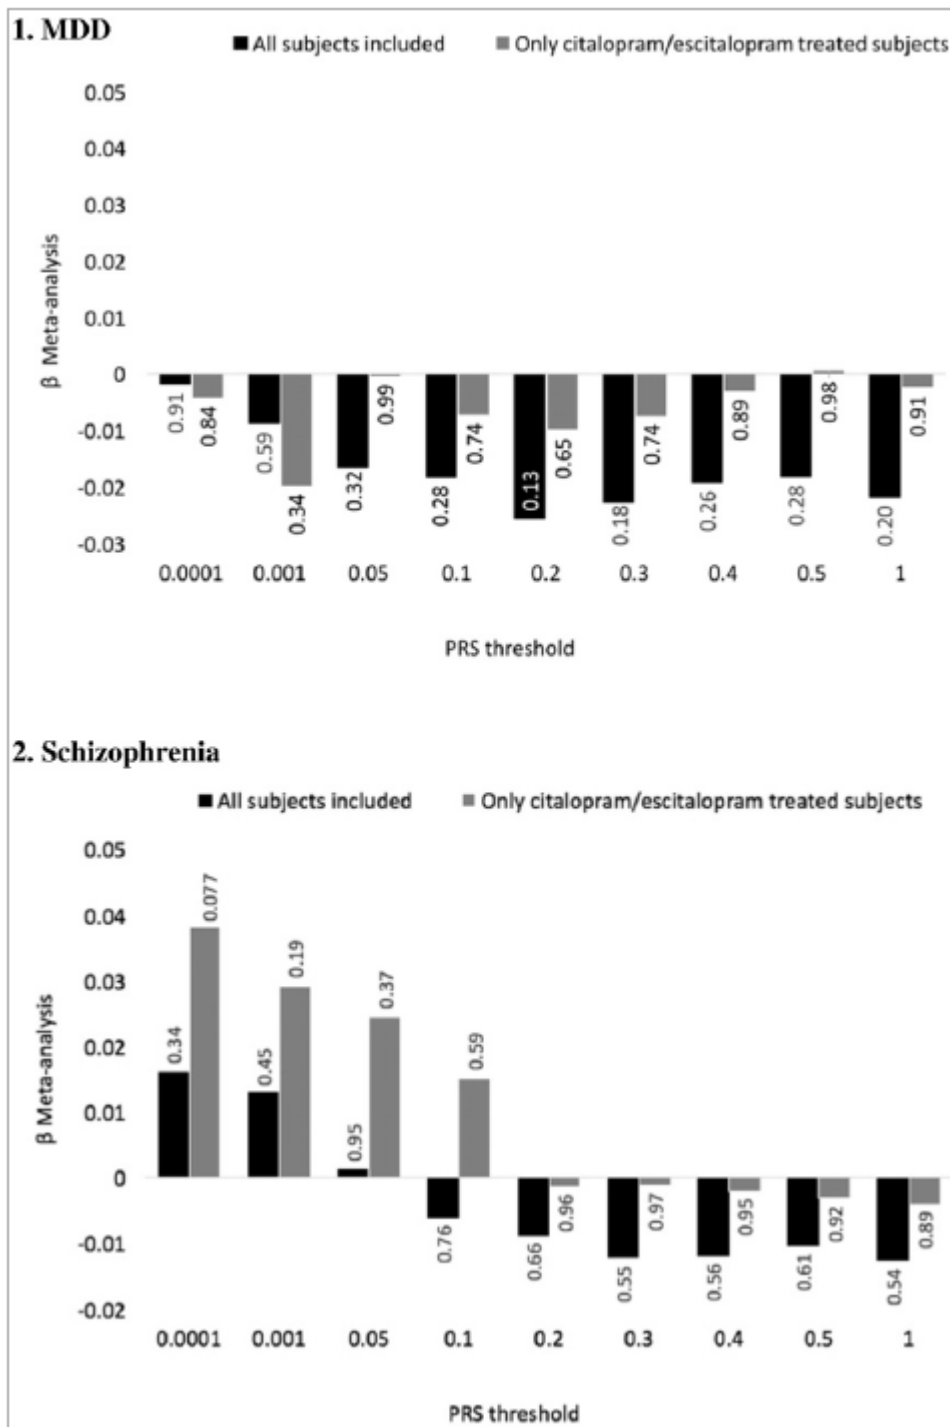 1. MDD
All subjects included Only citalopram/escitalopram treated subjects
0.05
0.04
0.03
0.02
0.01
0
-0.01
-0.02
-0.03
β Meta-analysis
0.91 0.84 0.59 0.34 0.32 0.99 0.28 0.74 0.13 0.65 0.18 0.74 0.26 0.89 0.28 0.98 0.20 0.91
0.0001 0.001 0.05 0.1 0.2 0.3 0.4 0.5 1
PRS threshold
2. Schizophrenia
All subjects included Only citalopram/escitalopram treated subjects
0.05
0.04
0.03
0.02
0.01
0
-0.01
-0.02
β Meta-analysis
0.34 0.077 0.45 0.19 0.95 0.37 0.76 0.59 0.66 0.96 0.55 0.97 0.56 0.95 0.61 0.92 0.54 0.89
0.0001 0.001 0.05 0.1 0.2 0.3 0.4 0.5 1
PRS threshold